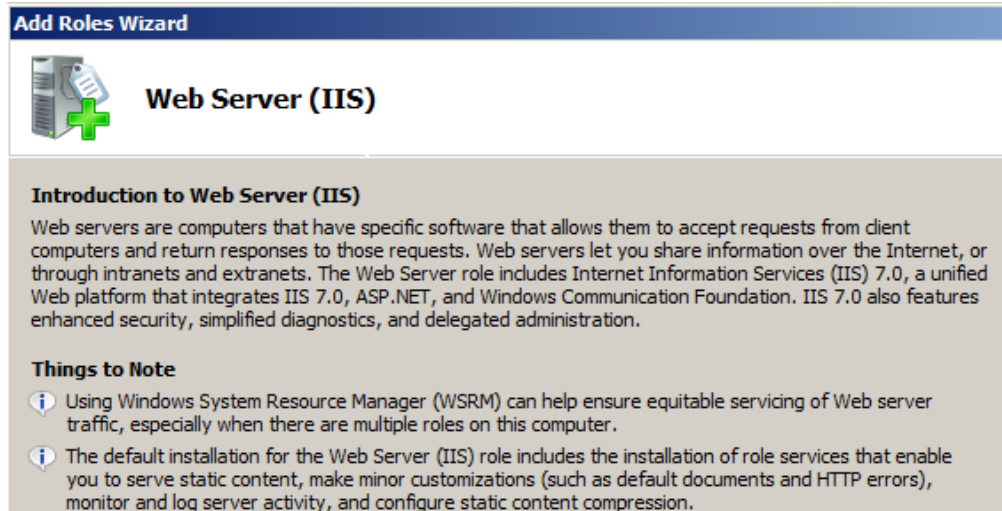 Add Roles Wizard
Web Server (IIS)
Introduction to Web Server (IIS)
Web servers are computers that have specific software that allows them to accept requests from client
computers and return responses to those requests. Web servers let you share information over the Internet, or
through intranets and extranets. The Web Server role includes Internet Information Services (IIS) 7.0, a unified
Web platform that integrates IIS 7.0, ASP.NET, and Windows Communication Foundation. IIS 7.0 also features
enhanced security, simplified diagnostics, and delegated administration.
Things to Note
Using Windows System Resource Manager (WSRM) can help ensure equitable servicing of Web server
traffic, especially when there are multiple roles on this computer.
The default installation for the Web Server (IIS) role includes the installation of role services that enable
you to serve static content, make minor customizations (such as default documents and HTTP errors),
monitor and log server activity, and configure static content compression.